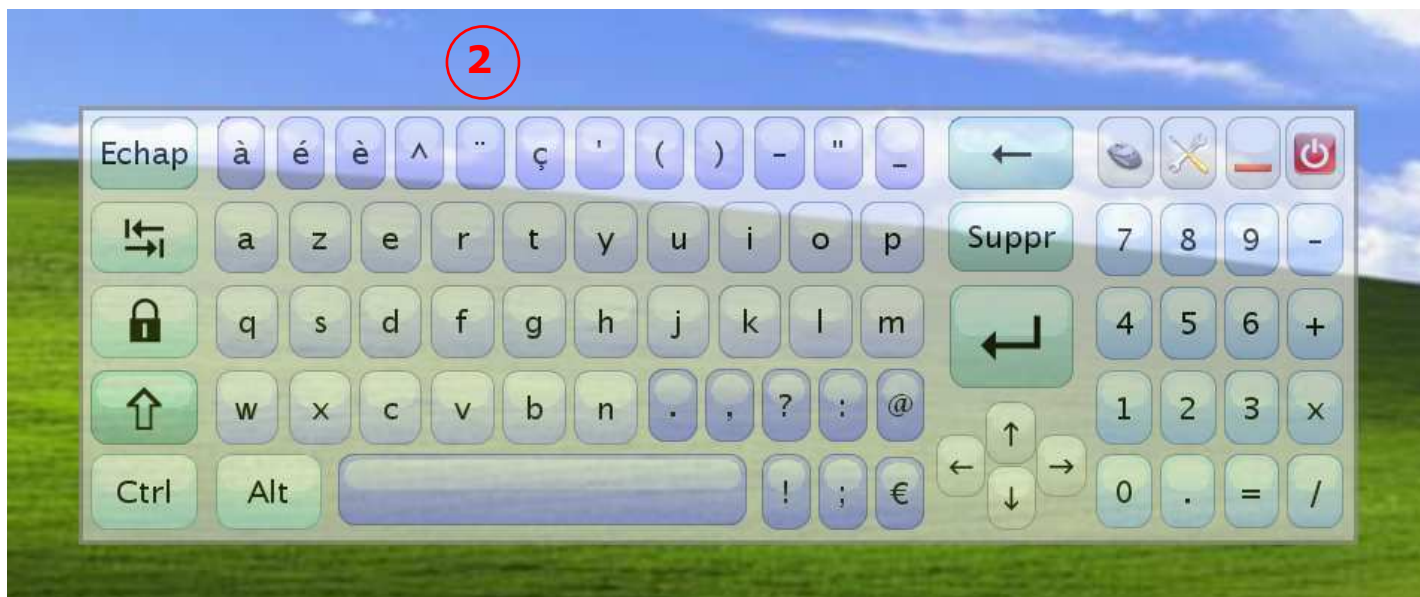 2
Echap à é è ^ ¨ ç ' ( ) - " _ ←
a z e r t y u i o p Suppr 7 8 9 -
q s d f g h j k l m 4 5 6 +
w x c v b n . , ? : @ ↑ 1 2 3 x
Ctrl Alt ! ; € ← ↓ → 0 . = /